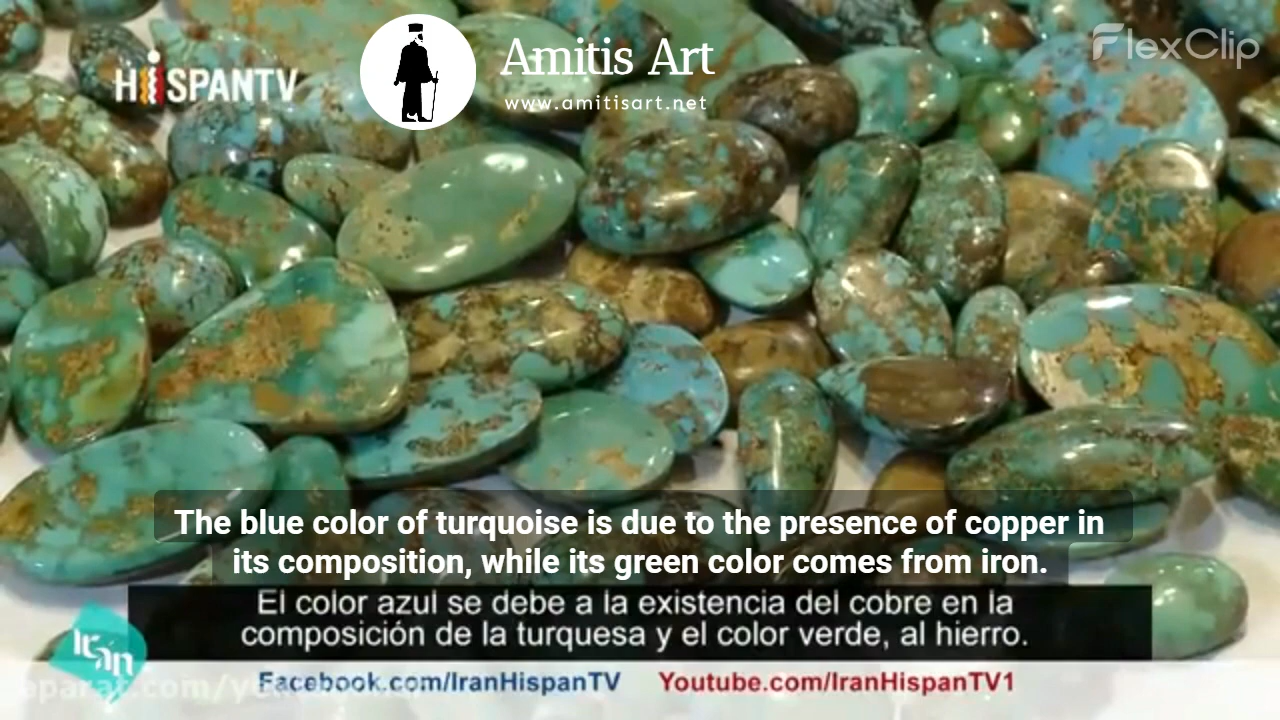 HiSPANTV
Amitis Art
www.amitisart.net
FlexClip
The blue color of turquoise is due to the presence of copper in
its composition, while its green color comes from iron.
El color azul se debe a la existencia del cobre en la
composición de la turquesa y el color verde, al hierro.
Irán
Facebook.com/IranHispanTV
Youtube.com/IranHispanTV1